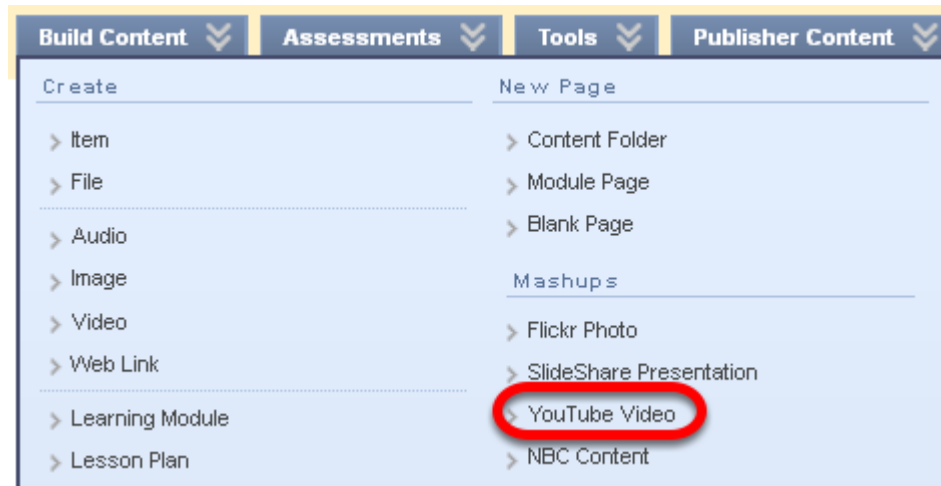 Build Content
Assessments
Tools
Publisher Content
Create
Item
File
Audio
Image
Video
Web Link
Learning Module
Lesson Plan
New Page
Content Folder
Module Page
Blank Page
Mashups
Flickr Photo
SlideShare Presentation
YouTube Video
NBC Content